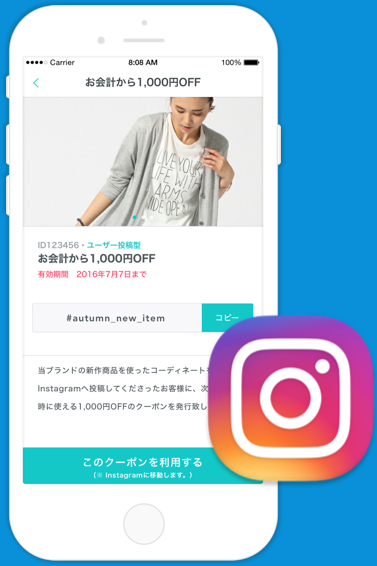 Carrier 8:08 AM 100%
お会計から1,000円OFF
LIVE YOUR
LIFE WITH
ARMS
WIDE OPEN
ID123456・ユーザー投稿型
お会計から1,000円OFF
有効期間 2016年7月7日まで
#autumn_new_item コピー
当ブランドの新作商品を使ったコーディネート
Instagramへ投稿してくださったお客様に、次
時に使える1,000円OFFのクーポンを発行致し
このクーポンを利用する
(※ Instagramに移動します。)